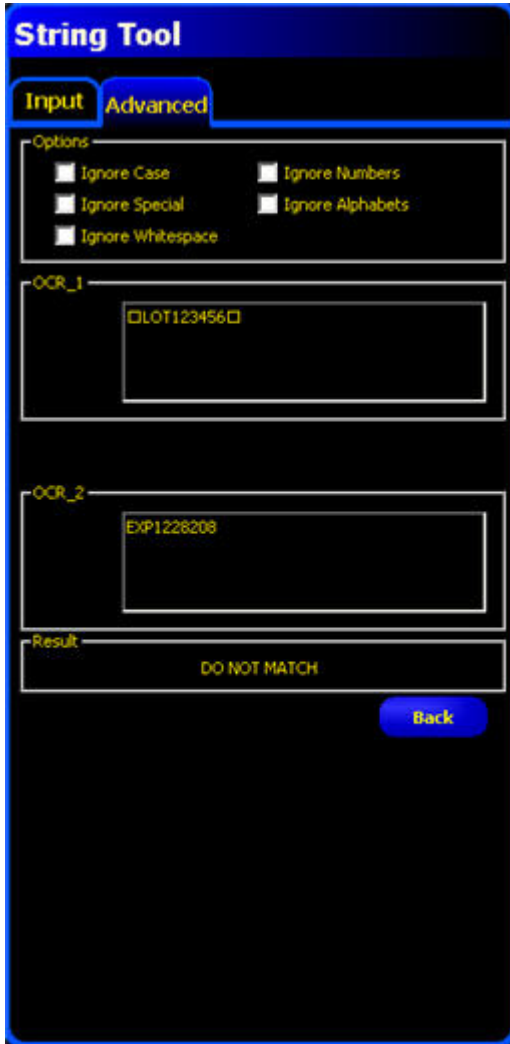 String Tool
Input Advanced
Options
Ignore Case Ignore Numbers
Ignore Special Ignore Alphabets
Ignore Whitespace
OCR_1
□LOT123456□
OCR_2
EXP1228208
Result
DO NOT MATCH
Back